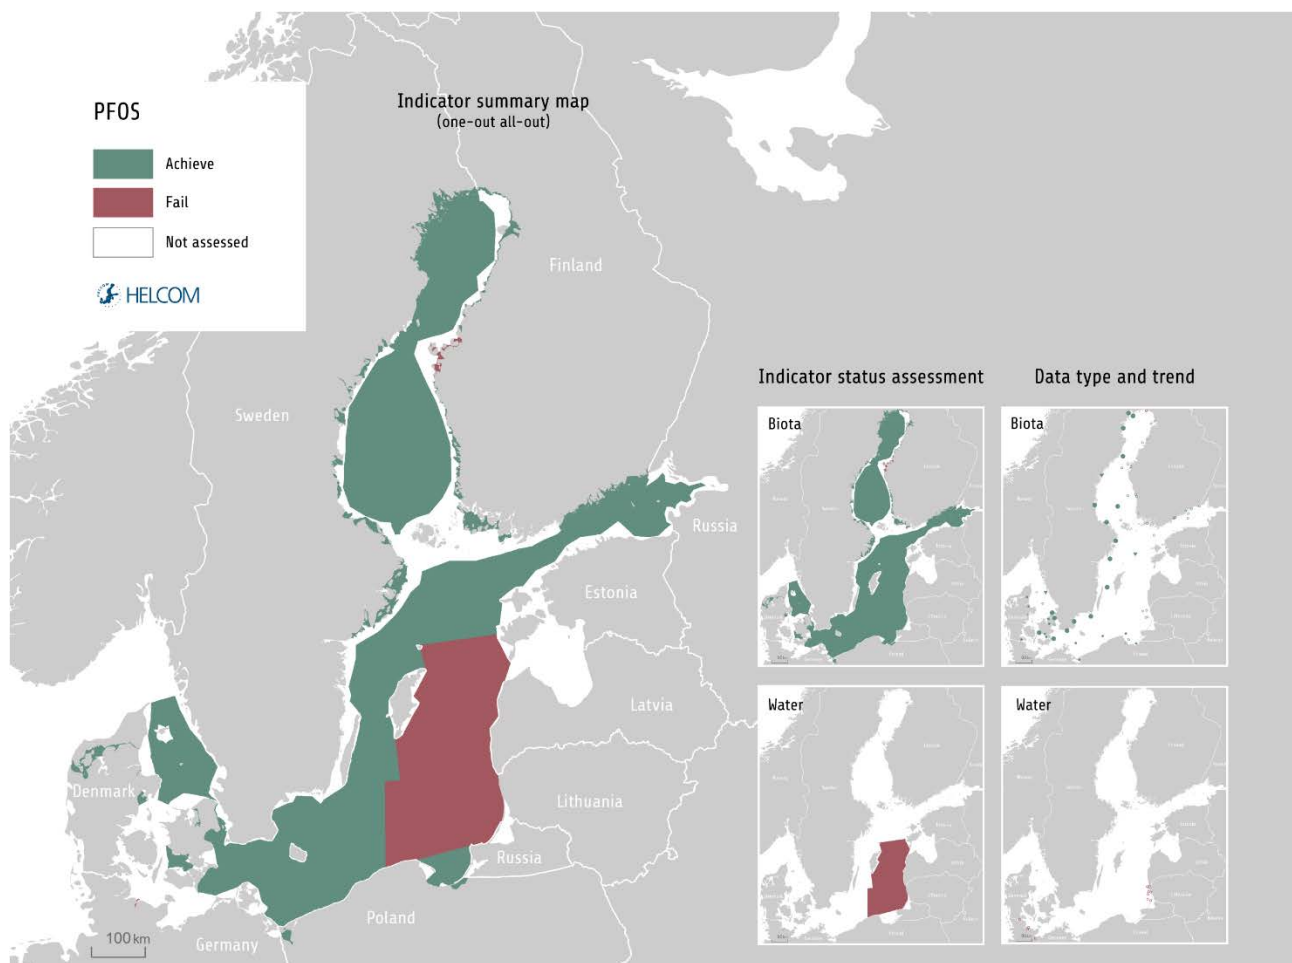 PFOS
Achieve
Fail
Not assessed
HELCOM
Indicator summary map
(one-out all-out)
Finland
Sweden
Russia
Estonia
Latvia
Lithuania
Russia
Denmark
Poland
Germany
100 km
Indicator status assessment
Data type and trend
Biota
Biota
Water
Water